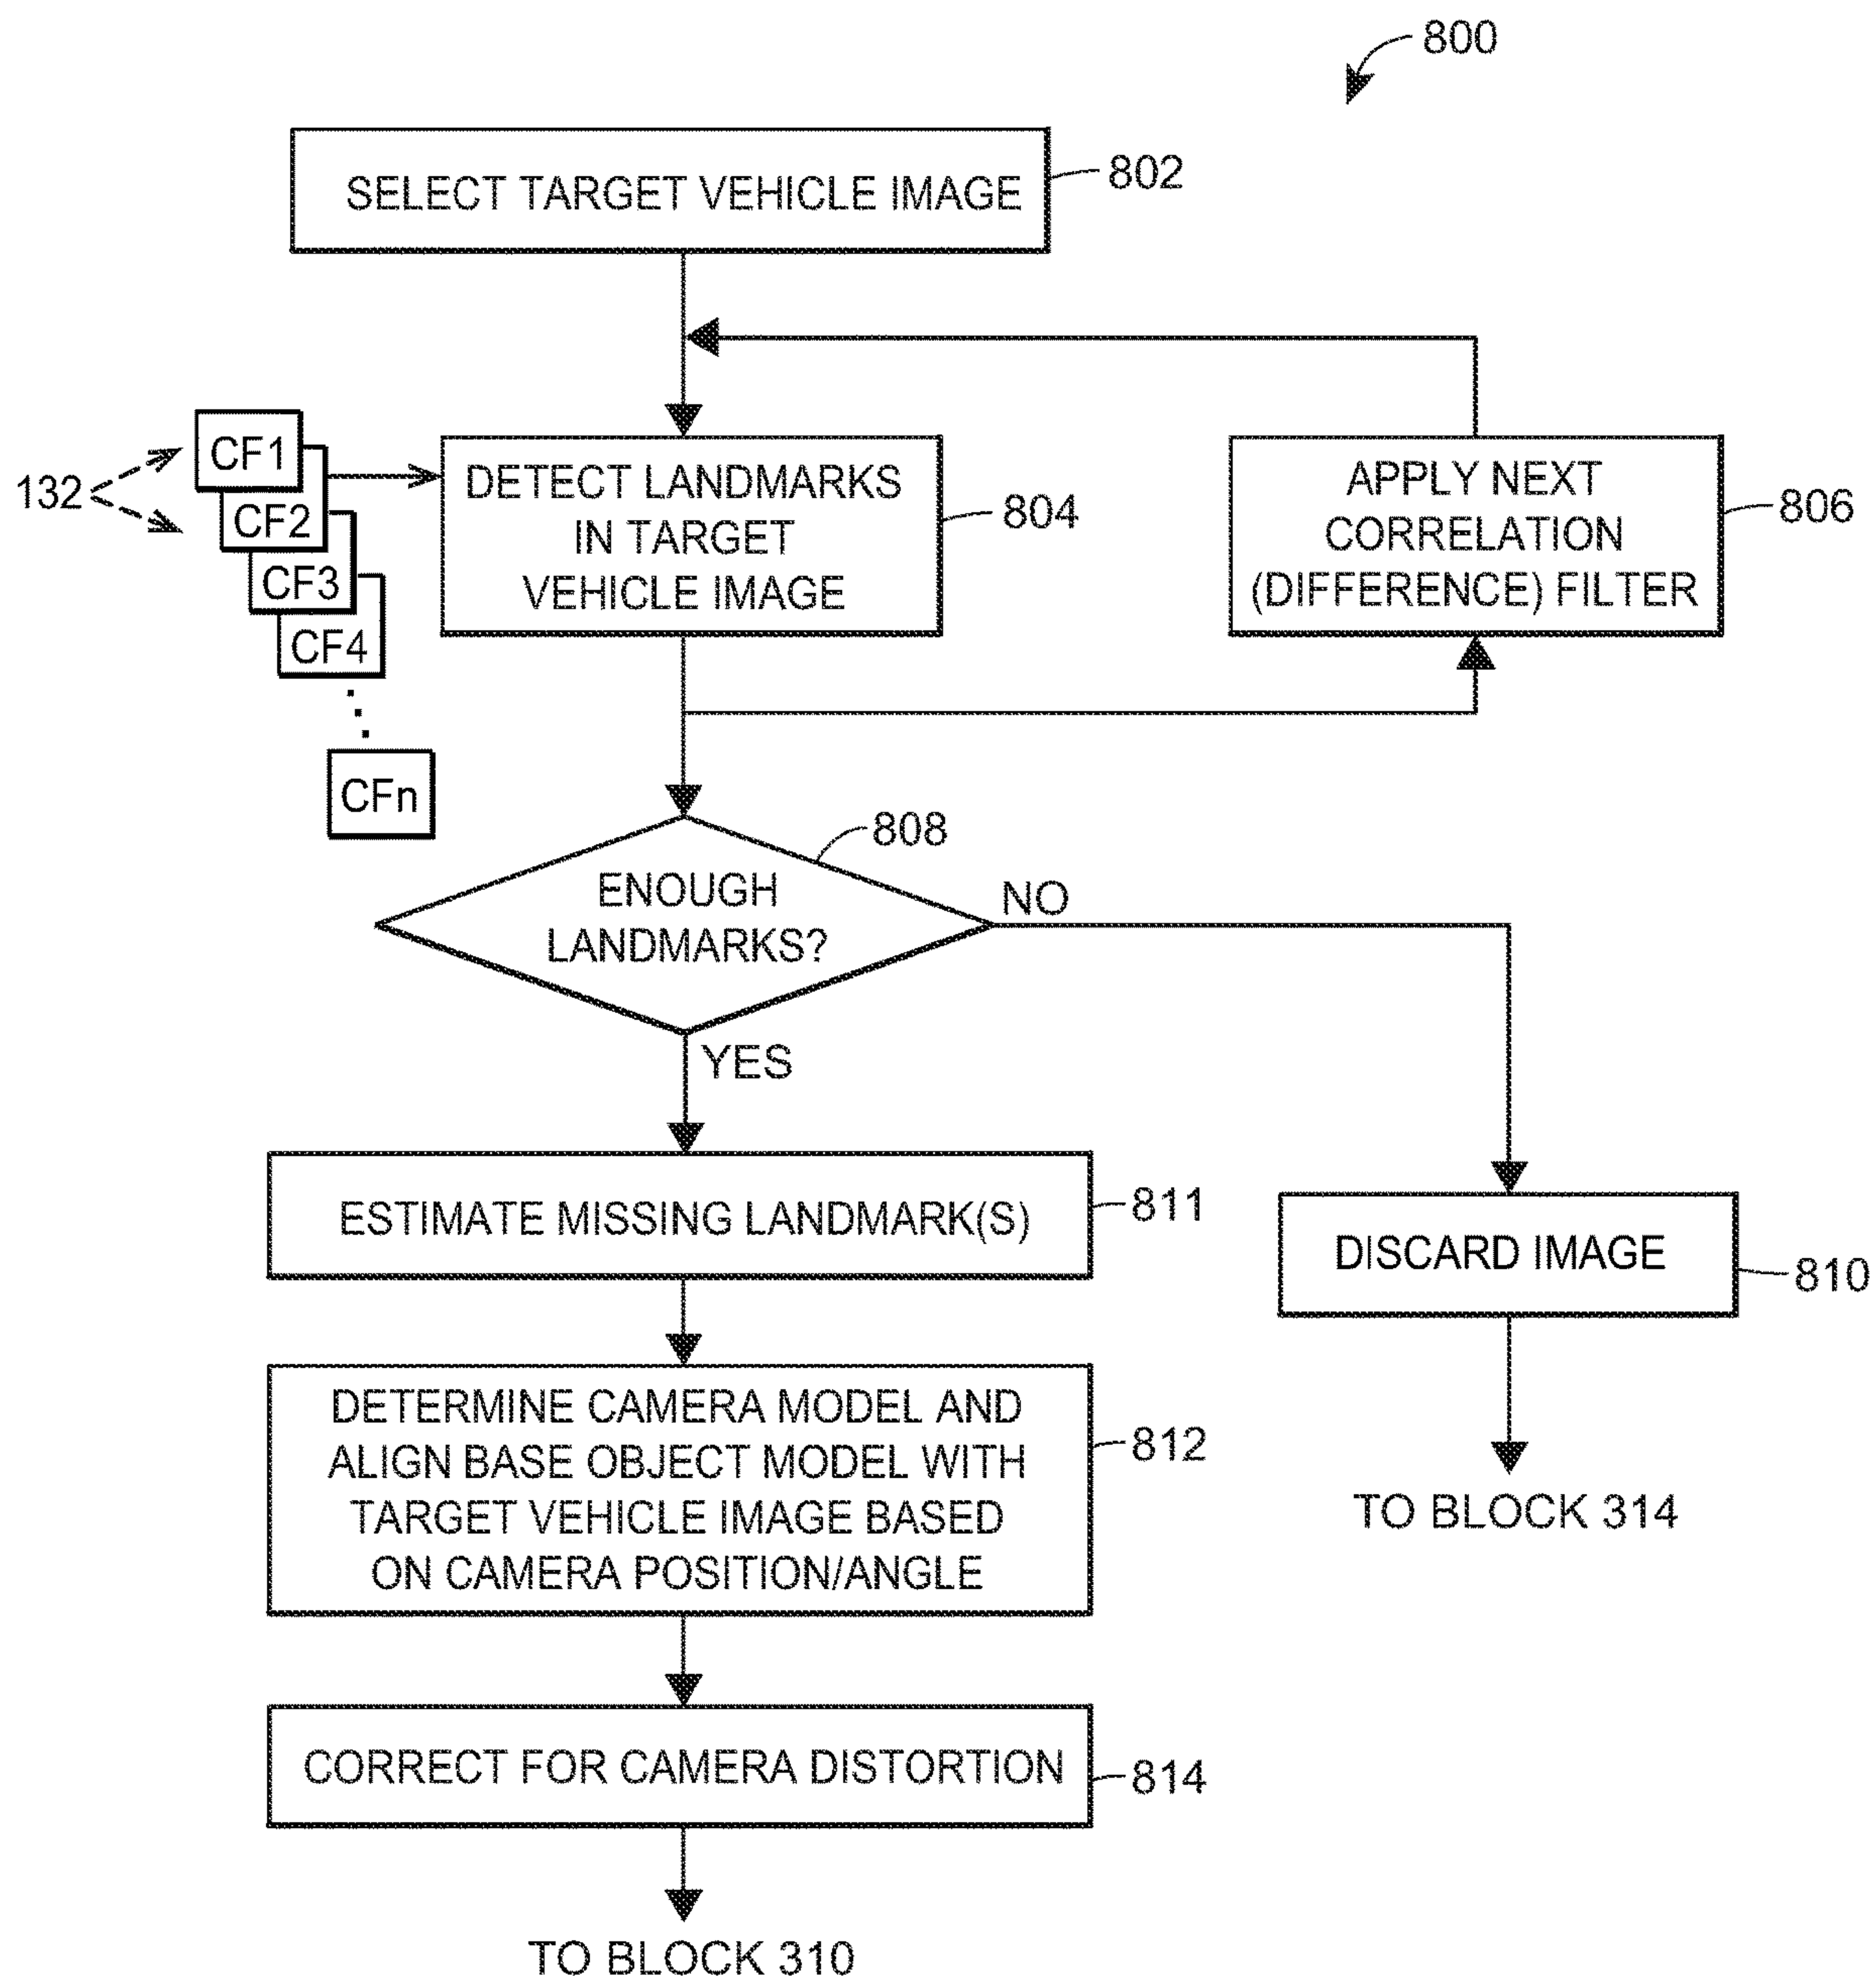 800
SELECT TARGET VEHICLE IMAGE
802
132
CF1
CF2
CF3
CF4
CFn
DETECT LANDMARKS
IN TARGET
VEHICLE IMAGE
804
APPLY NEXT
CORRELATION
(DIFFERENCE) FILTER
806
808
ENOUGH
LANDMARKS?
NO
YES
ESTIMATE MISSING LANDMARK(S)
811
DISCARD IMAGE
810
DETERMINE CAMERA MODEL AND
ALIGN BASE OBJECT MODEL WITH
TARGET VEHICLE IMAGE BASED
ON CAMERA POSITION/ANGLE
812
TO BLOCK 314
CORRECT FOR CAMERA DISTORTION
814
TO BLOCK 310